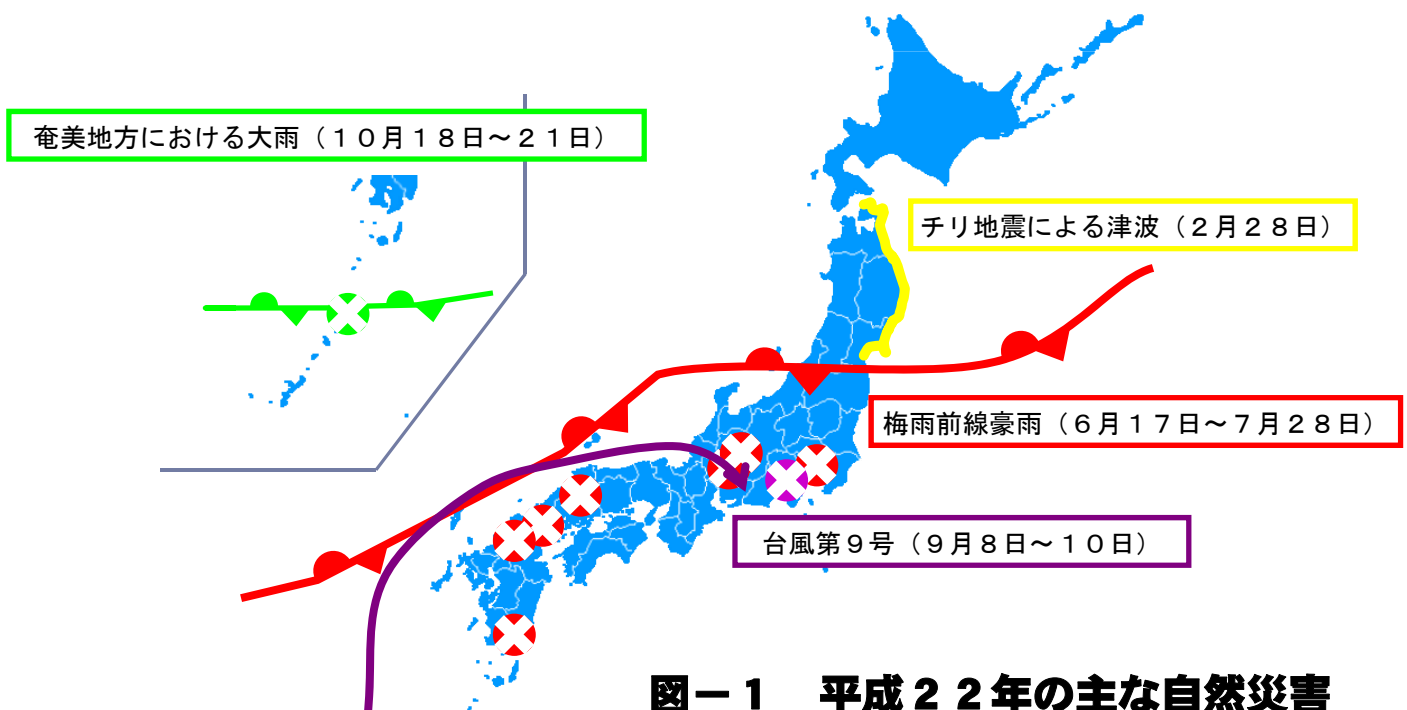 奄美地方における大雨（１０月１８日～２１日）
チリ地震による津波（２月２８日）
梅雨前線豪雨（６月１７日～７月２８日）
台風第９号（９月８日～１０日）
図－１　平成２２年の主な自然災害